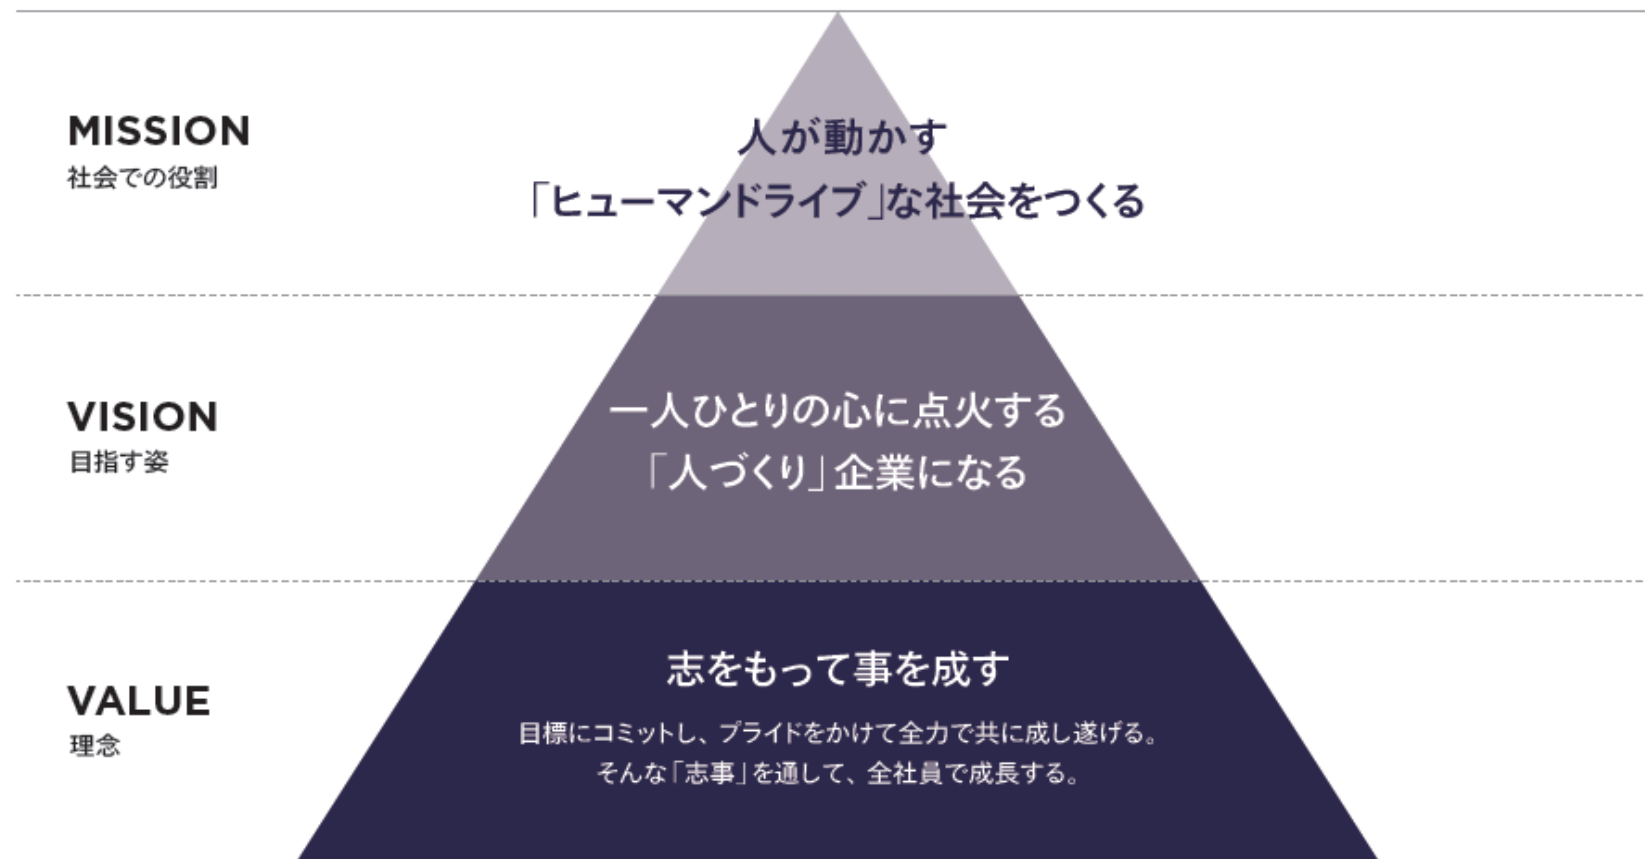 MISSION
社会での役割
人が動かす
「ヒューマンドライブ」な社会をつくる
VISION
目指す姿
一人ひとりの心に点火する
「人づくり」企業になる
VALUE
理念
志をもって事を成す
目標にコミットし、プライドをかけて全力で共に成し遂げる。
そんな「志事」を通して、全社員で成長する。